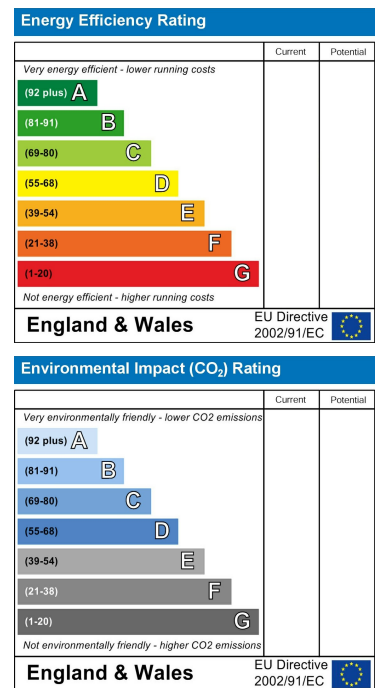 Energy Efficiency Rating
Current Potential
Very energy efficient - lower running costs
(92 plus) A
(81-91) B
(69-80) C
(55-68) D
(39-54) E
(21-38) F
(1-20) G
Not energy efficient - higher running costs
England & Wales
EU Directive
2002/91/EC
Environmental Impact (CO₂) Rating
Current Potential
Very environmentally friendly - lower CO2 emissions
(92 plus) A
(81-91) B
(69-80) C
(55-68) D
(39-54) E
(21-38) F
(1-20) G
Not environmentally friendly - higher CO2 emissions
England & Wales
EU Directive
2002/91/EC